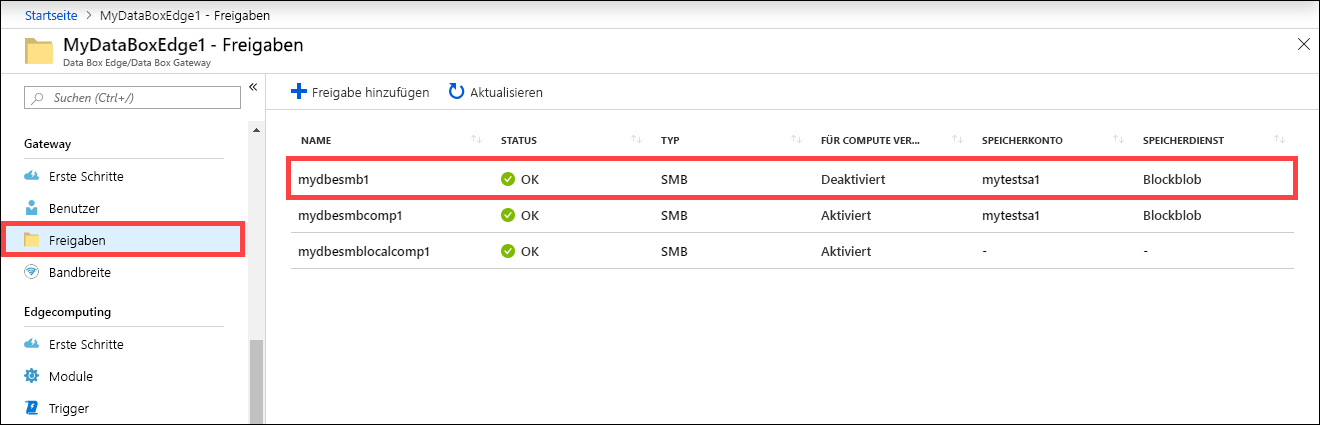 Startseite > MyDataBoxEdge1 - Freigaben
MyDataBoxEdge1 - Freigaben
Data Box Edge/Data Box Gateway
Suchen (Ctrl+/)
Gateway
Erste Schritte
Benutzer
Freigaben
Bandbreite
Edgecomputing
Erste Schritte
Module
Trigger
Freigabe hinzufügen Aktualisieren
NAME STATUS TYP FÜR COMPUTE VER... SPEICHERKONTO SPEICHERDIENST
mydbesmb1 OK SMB Deaktiviert mytestsa1 Blockblob
mydbesmbcomp1 OK SMB Aktiviert mytestsa1 Blockblob
mydbesmblocalcomp1 OK SMB Aktiviert - -